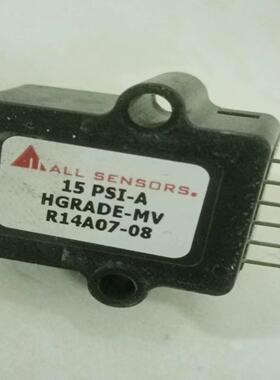 ALL SENSORS®
15 PSI-A
HGRADE-MV
R14A07-08